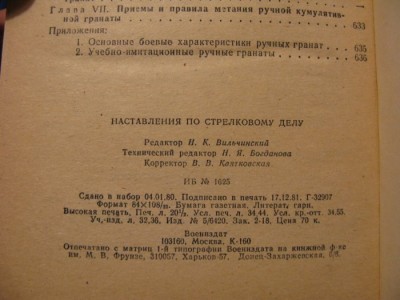 Глава VII. Приемы и правила метания ручной кумулятив-
ной гранаты 633
Приложения:
1. Основные боевые характеристики ручных гранат 635
2. Учебно-имитационные ручные гранаты 636
НАСТАВЛЕНИЯ ПО СТРЕЛКОВОМУ ДЕЛУ
Редактор И. К. Вильчинский
Технический редактор Н. Я. Богданова
Корректор В. В.
ИБ № 1625
Сдано в набор 04.01.80. Подписано в печать 17.12.81. Г-32907
Формат 84×108/32. Бумага газетная. Литерат. гарн.
Высокая печать. Печ. л. 20½. Усл. печ. л. 34,44. Усл. кр.-отт. 34,65.
Уч.-изд. л. 32,36. Изд. № 5/6420. Зак. 2-18. Цена 70 к.
Воениздат
103160, Москва, К-160
Отпечатано с матриц 1-й типографии Воениздата на книжной ф-ке
им. М. В. Фрунзе, 310057, Харьков-57, Донец-Захаржевская, 6/8.